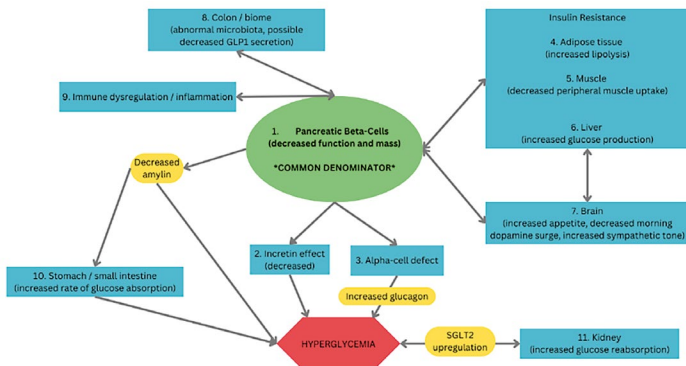 8. Colon / biome
(abnormal microbiota, possible
decreased GLP1 secretion)
Insulin Resistance
4. Adipose tissue
(increased lipolysis)
5. Muscle
(decreased peripheral muscle uptake)
6. Liver
(increased glucose production)
9. Immune dysregulation / inflammation
1. Pancreatic Beta-Cells
(decreased function and mass)
*COMMON DENOMINATOR*
Decreased
amylin
7. Brain
(increased appetite, decreased morning
dopamine surge, increased sympathetic tone)
2. Incretin effect
(decreased)
3. Alpha-cell defect
10. Stomach / small intestine
(increased rate of glucose absorption)
Increased glucagon
HYPERGLYCEMIA
SGLT2
upregulation
11. Kidney
(increased glucose reabsorption)